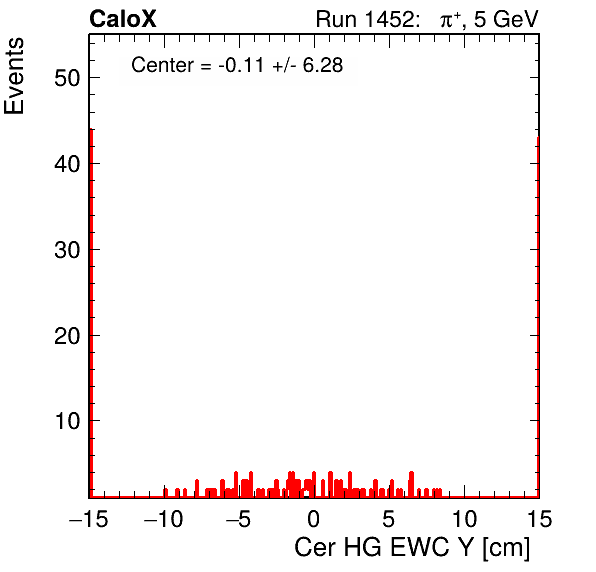 CaloX Run 1452: π⁺, 5 GeV
Center = -0.11 +/- 6.28
Events
50
40
30
20
10
−15 −10 −5 0 5 10 15
Cer HG EWC Y [cm]